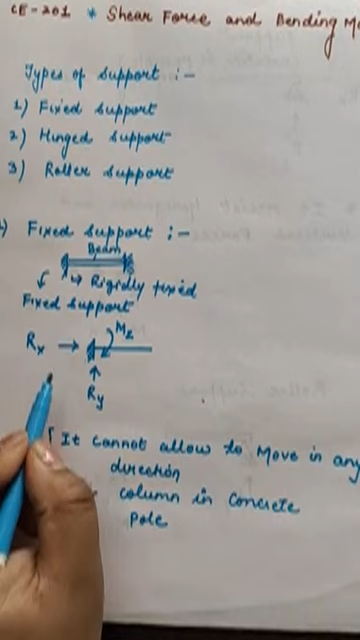 CE-201 * Shear Force and Bending Mo
Types of Support :-
1) Fixed support
2) Hinged support
3) Roller support
) Fixed support :-
Beam
↳ Rigidly fixed
Fixed support
Mz
Rx →
Ry
It cannot allow to Move in any
direction
column in concrete
pole